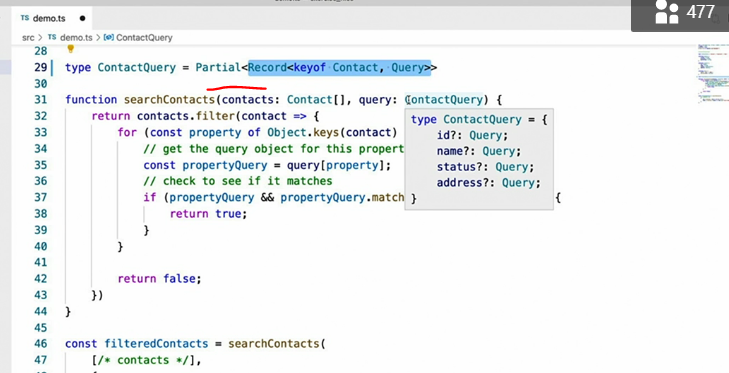 477
TS demo.ts ●
src > TS demo.ts > ContactQuery
28
29 type ContactQuery = Partial<Record<keyof Contact, Query>>
30
31 function searchContacts(contacts: Contact[], query: ContactQuery) {
32 return contacts.filter(contact => {
33 for (const property of Object.keys(contact)
34 // get the query object for this propert
35 const propertyQuery = query[property];
36 // check to see if it matches
37 if (propertyQuery && propertyQuery.match {
38 return true;
39 }
40 }
41
42 return false;
43 })
44 }
45
46 const filteredContacts = searchContacts(
47 [/* contacts */],
type ContactQuery = {
id?: Query;
name?: Query;
status?: Query;
address?: Query;
}